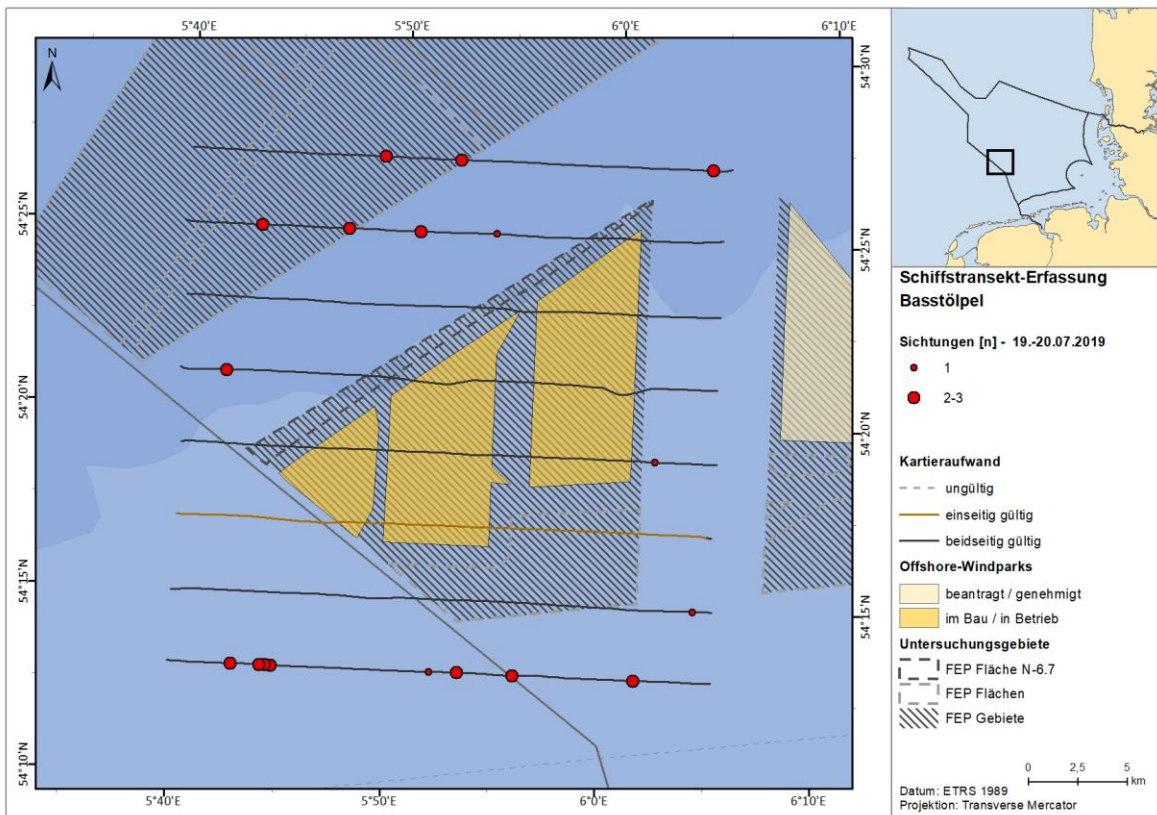 5°40'E
5°50'E
6°0'E
6°10'E
N
54°30'N
54°25'N
54°25'N
54°20'N
54°20'N
54°15'N
54°15'N
54°10'N
5°40'E
5°50'E
6°0'E
6°10'E
Schiffstransekt-Erfassung
Basstölpel
Sichtungen [n] - 19.-20.07.2019
1
2-3
Kartieraufwand
ungültig
einseitig gültig
beidseitig gültig
Offshore-Windparks
beantragt / genehmigt
im Bau / in Betrieb
Untersuchungsgebiete
FEP Fläche N-6.7
FEP Flächen
FEP Gebiete
0 2,5 5
km
Datum: ETRS 1989
Projektion: Transverse Mercator